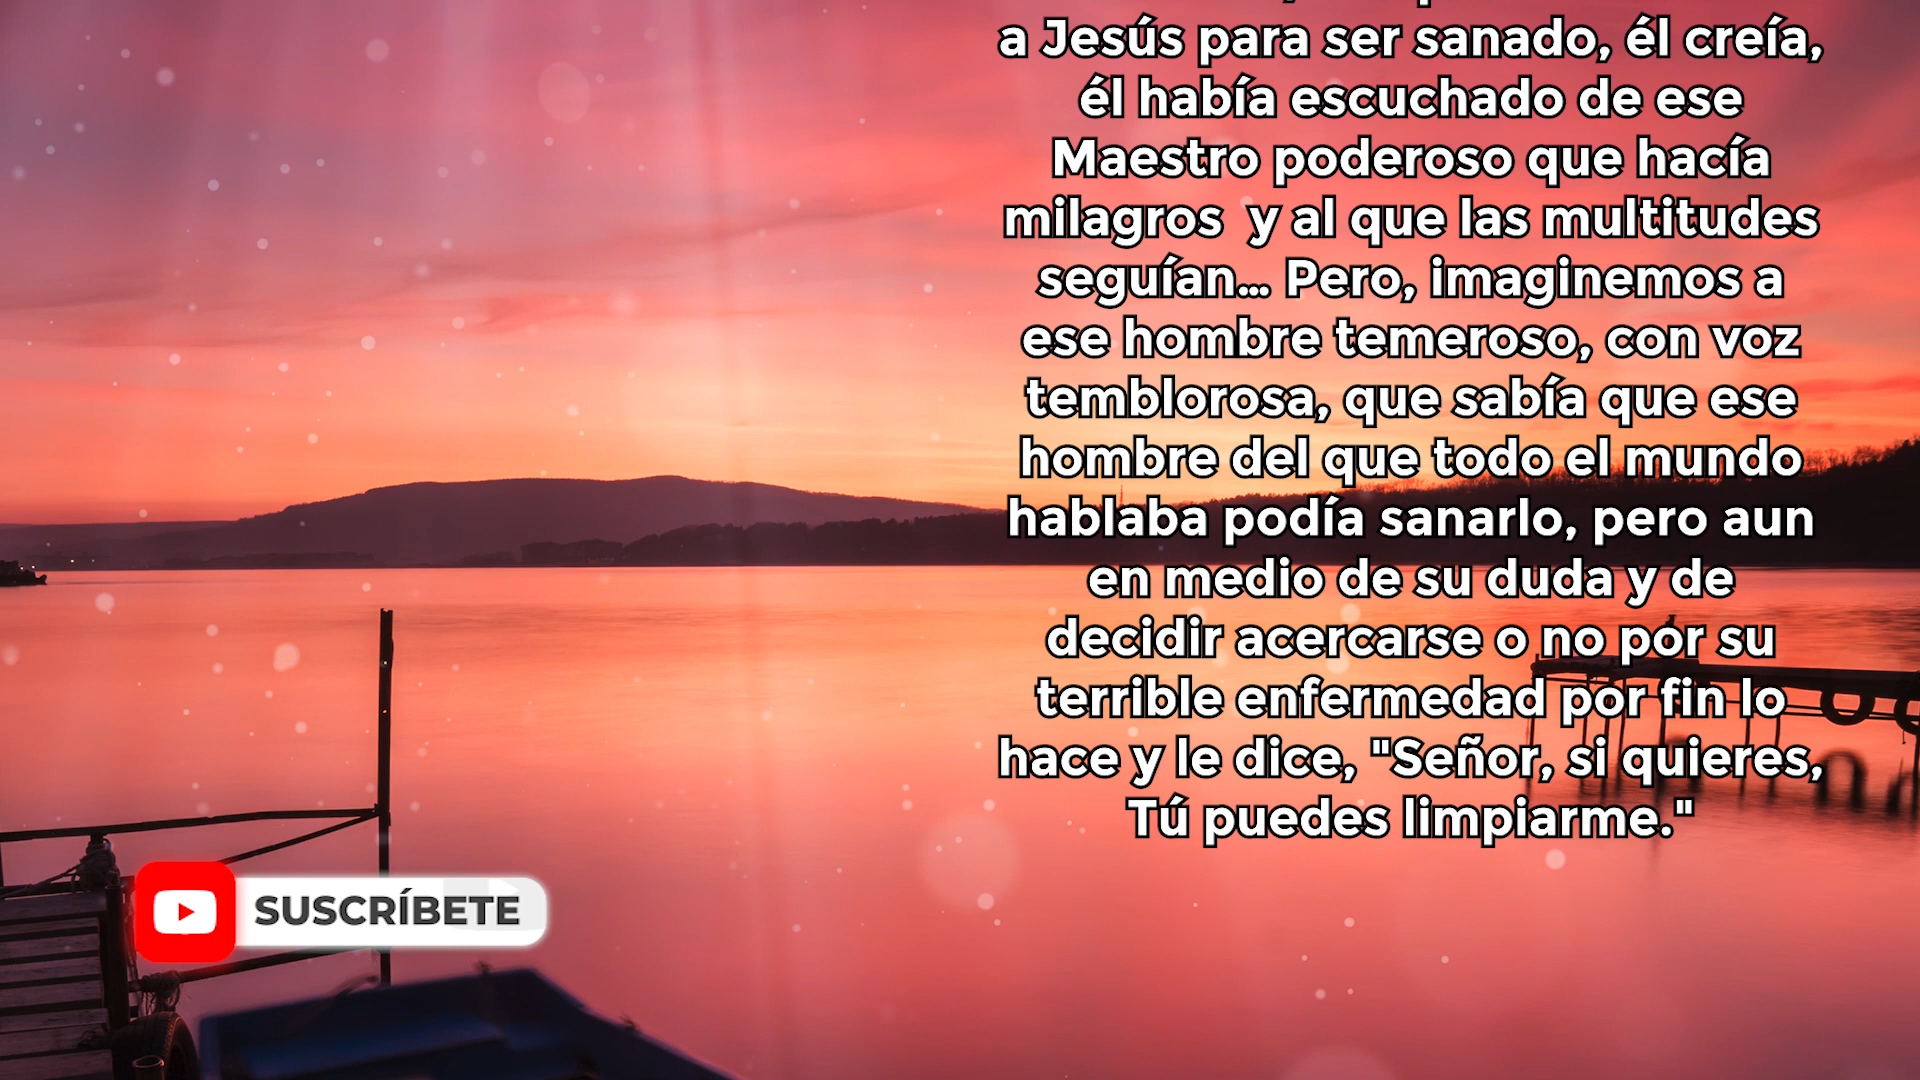 a Jesús para ser sanado, él creía,
él había escuchado de ese
Maestro poderoso que hacía
milagros  y al que las multitudes
seguían... Pero, imaginemos a
ese hombre temeroso, con voz
temblorosa, que sabía que ese
hombre del que todo el mundo
hablaba podía sanarlo, pero aun
en medio de su duda y de
decidir acercarse o no por su
terrible enfermedad por fin lo
hace y le dice, "Señor, si quieres,
Tú puedes limpiarme."
SUSCRÍBETE